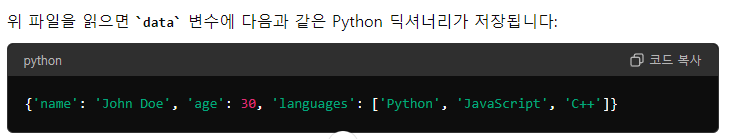 위 파일을 읽으면 `data` 변수에 다음과 같은 Python 딕셔너리가 저장됩니다:
python 코드 복사
{'name': 'John Doe', 'age': 30, 'languages': ['Python', 'JavaScript', 'C++']}